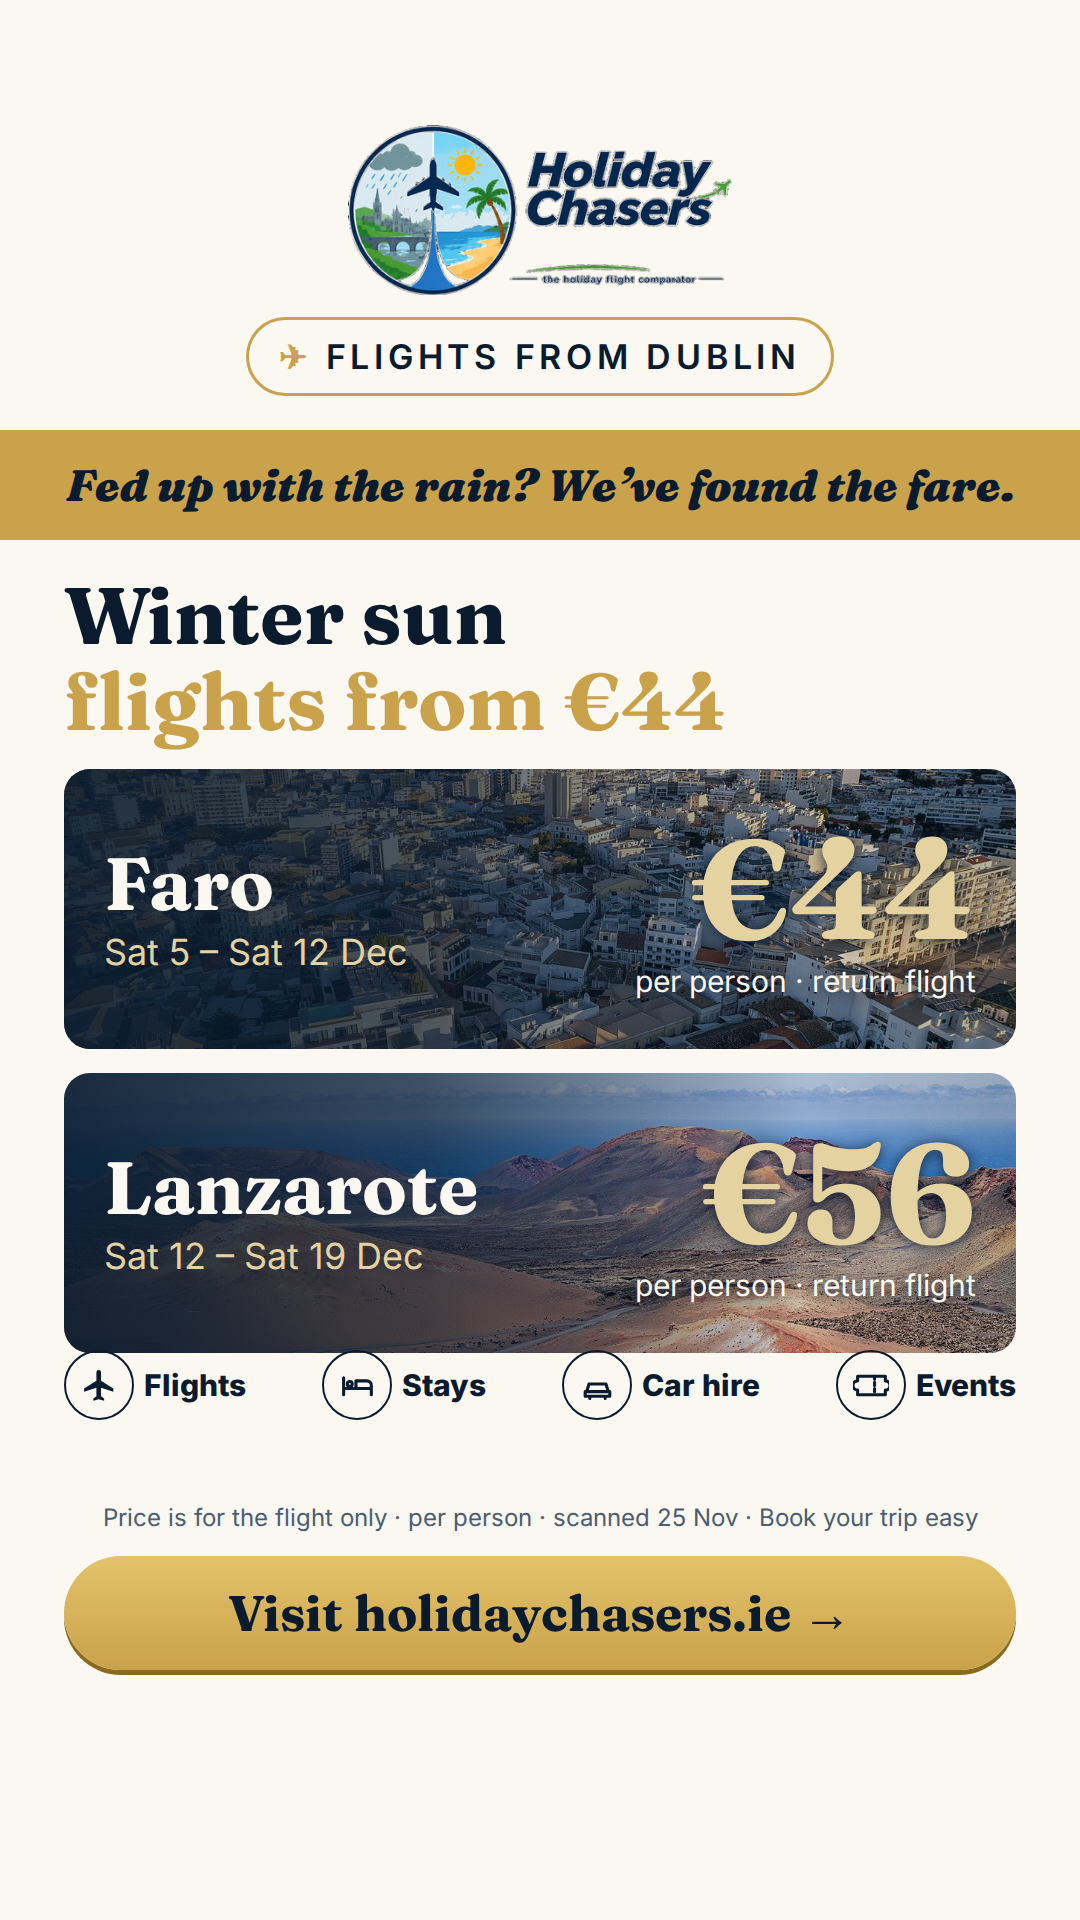 Holiday
Chasers
the holiday flight comparator
✈ FLIGHTS FROM DUBLIN
Fed up with the rain? We’ve found the fare.
Winter sun
flights from €44
Faro
€44
Sat 5 – Sat 12 Dec
per person · return flight
Lanzarote
€56
Sat 12 – Sat 19 Dec
per person · return flight
Flights Stays Car hire Events
Price is for the flight only · per person · scanned 25 Nov · Book your trip easy
Visit holidaychasers.ie →